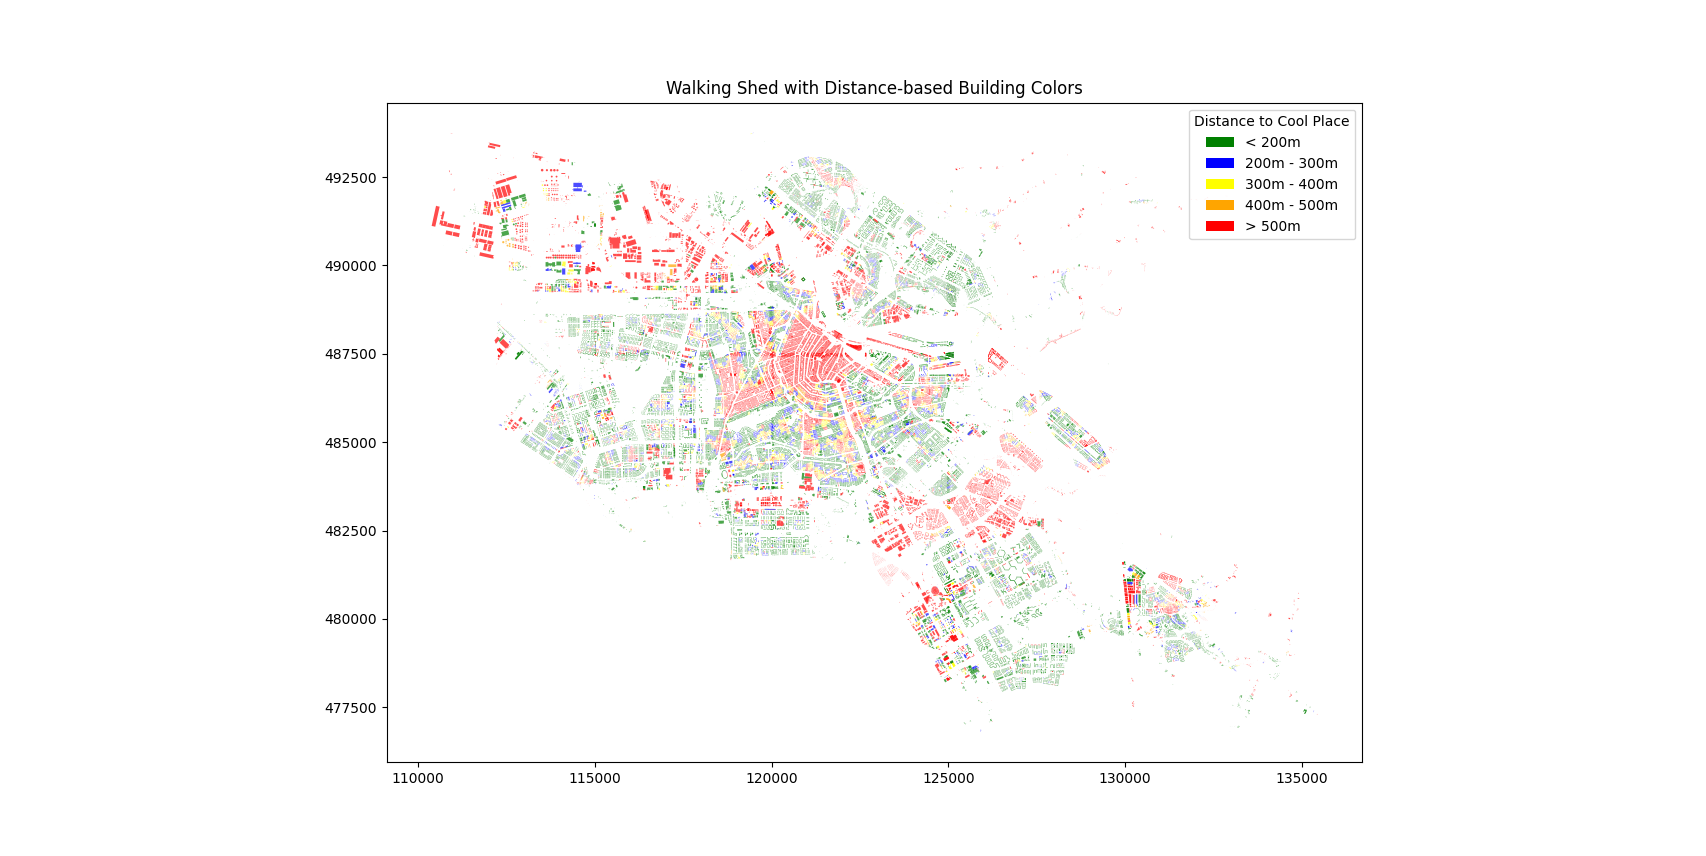 Walking Shed with Distance-based Building Colors
Distance to Cool Place
< 200m
200m - 300m
300m - 400m
400m - 500m
> 500m
492500
490000
487500
485000
482500
480000
477500
110000
115000
120000
125000
130000
135000